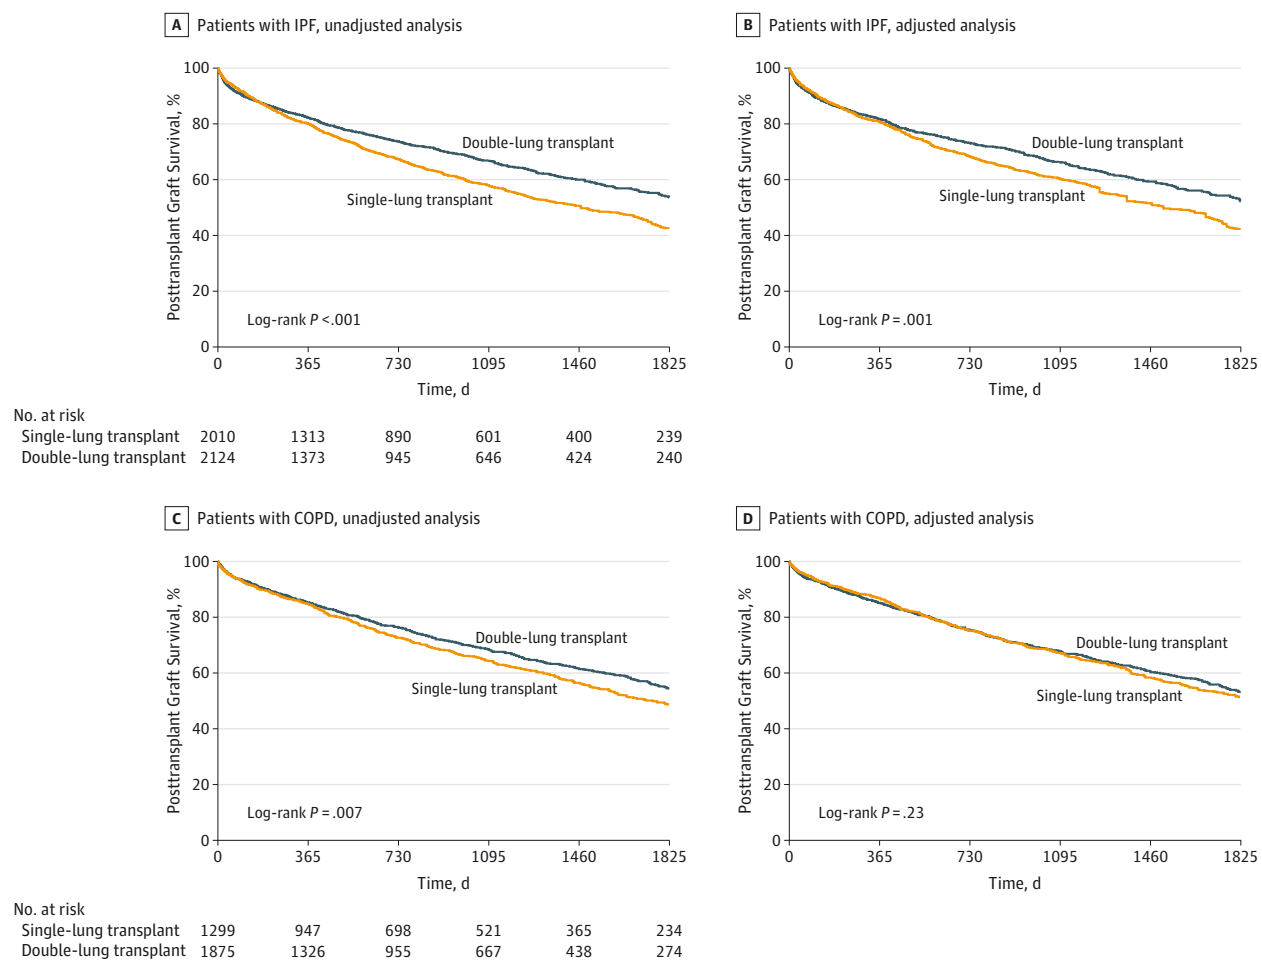 A Patients with IPF, unadjusted analysis
Posttransplant Graft Survival, %
100
80
60
40
20
0
Double-lung transplant
Single-lung transplant
Log-rank P <.001
0 365 730 1095 1460 1825
Time, d
No. at risk
Single-lung transplant 2010 1313 890 601 400 239
Double-lung transplant 2124 1373 945 646 424 240
B Patients with IPF, adjusted analysis
Posttransplant Graft Survival, %
100
80
60
40
20
0
Double-lung transplant
Single-lung transplant
Log-rank P = .001
0 365 730 1095 1460 1825
Time, d
C Patients with COPD, unadjusted analysis
Posttransplant Graft Survival, %
100
80
60
40
20
0
Double-lung transplant
Single-lung transplant
Log-rank P = .007
0 365 730 1095 1460 1825
Time, d
No. at risk
Single-lung transplant 1299 947 698 521 365 234
Double-lung transplant 1875 1326 955 667 438 274
D Patients with COPD, adjusted analysis
Posttransplant Graft Survival, %
100
80
60
40
20
0
Double-lung transplant
Single-lung transplant
Log-rank P = .23
0 365 730 1095 1460 1825
Time, d